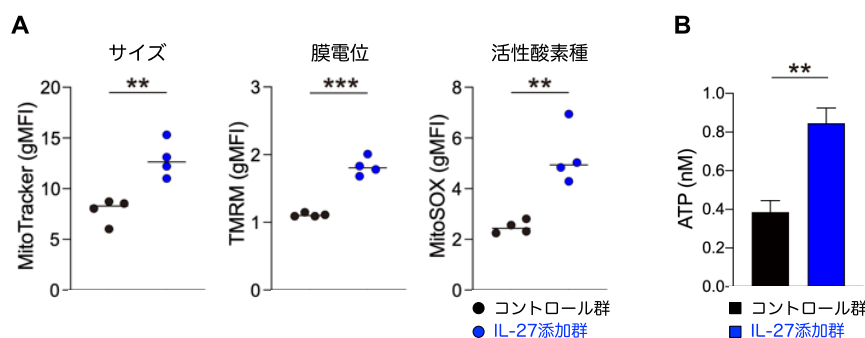 A
サイズ
**
20
15
10
5
0
MitoTracker (gMFI)
膜電位
***
3
2
1
0
TMRM (gMFI)
活性酸素種
**
8
6
4
2
0
MitoSOX (gMFI)
コントロール群
IL-27添加群
B
**
1.0
0.8
0.6
0.4
0.2
0.0
ATP (nM)
コントロール群
IL-27添加群